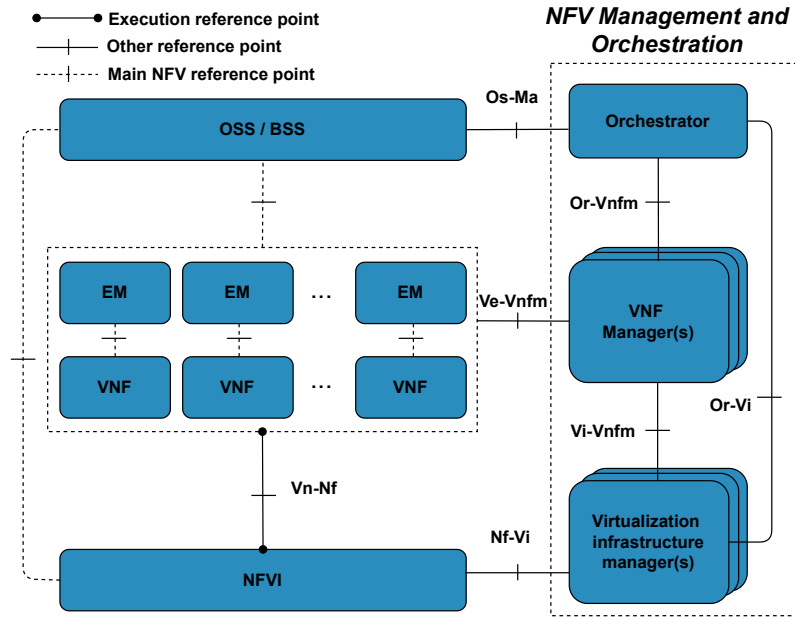 Execution reference point
Other reference point
Main NFV reference point
NFV Management and
Orchestration
OSS / BSS
Os-Ma
Orchestrator
Or-Vnfm
EM
EM
...
EM
Ve-Vnfm
VNF
Manager(s)
VNF
VNF
...
VNF
Vi-Vnfm
Or-Vi
Vn-Nf
Nf-Vi
Virtualization
infrastructure
manager(s)
NFVI